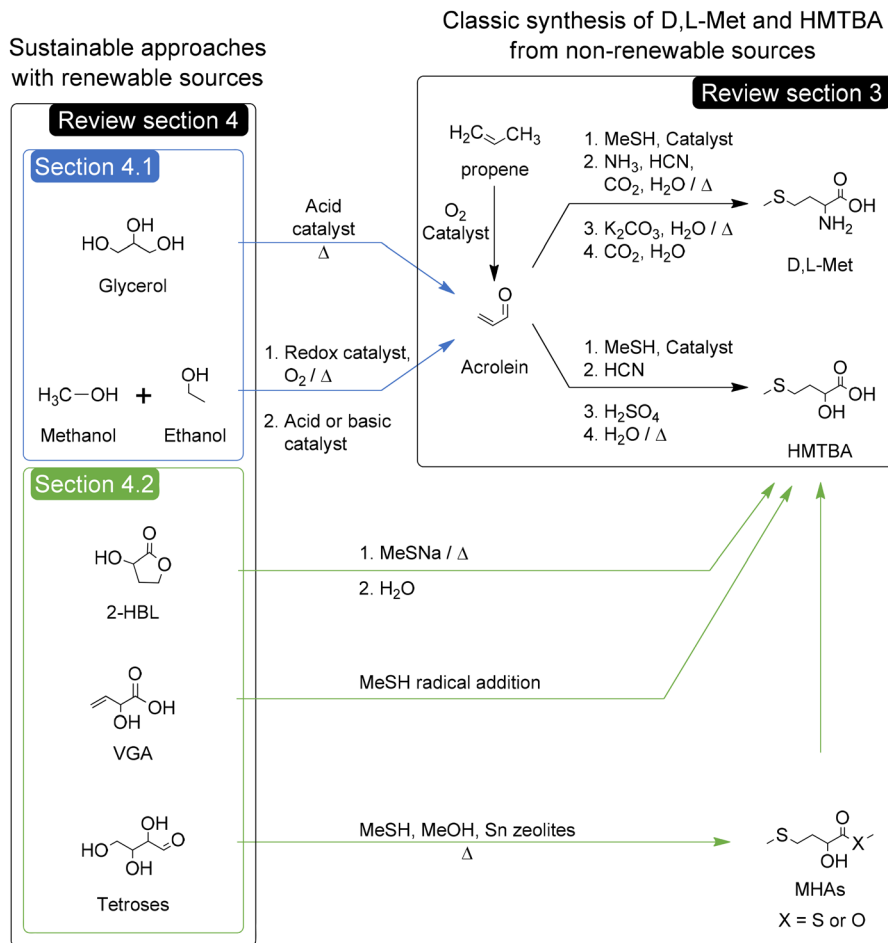 Sustainable approaches
with renewable sources
Classic synthesis of D,L-Met and HMTBA
from non-renewable sources
Review section 4
Section 4.1
OH
HO
OH
Glycerol
H₃C
OH
Methanol
+
OH
Ethanol
Acid
catalyst
Δ
1. Redox catalyst,
O₂ / Δ
2. Acid or basic
catalyst
Review section 3
H₂C
CH₃
propene
O₂
Catalyst
O
Acrolein
1. MeSH, Catalyst
2. NH₃, HCN,
CO₂, H₂O / Δ
3. K₂CO₃, H₂O / Δ
4. CO₂, H₂O
S
O
OH
NH₂
D,L-Met
1. MeSH, Catalyst
2. HCN
3. H₂SO₄
4. H₂O / Δ
S
O
OH
OH
HMTBA
Section 4.2
O
HO
O
2-HBL
1. MeSNa / Δ
2. H₂O
O
OH
OH
VGA
MeSH radical addition
OH
HO
O
OH
Tetroses
MeSH, MeOH, Sn zeolites
Δ
S
O
X
OH
MHAs
X = S or O